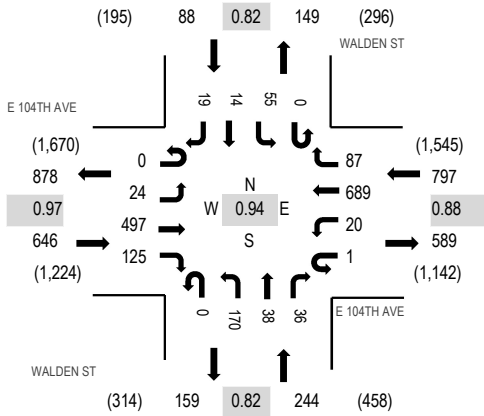 (195) 88 0.82 149 (296)
WALDEN ST
19 14 55 0
E 104TH AVE
(1,670) (1,545)
878 0 87 797
0.97 24 N 689 0.88
W 0.94 E
646 497 S 20 589
(1,224) 125 1 (1,142)
0 170 38 36
E 104TH AVE
WALDEN ST
(314) 159 0.82 244 (458)